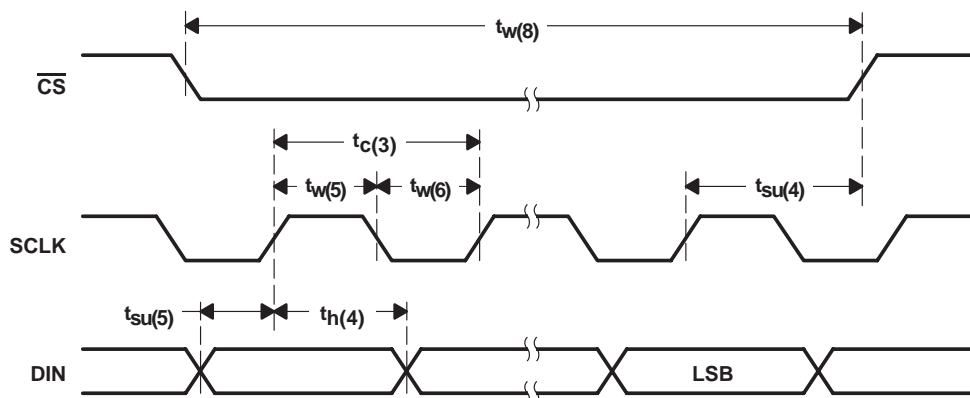 tw(8)
CS
tc(3)
tw(5) tw(6) tsu(4)
SCLK
tsu(5) th(4)
DIN LSB